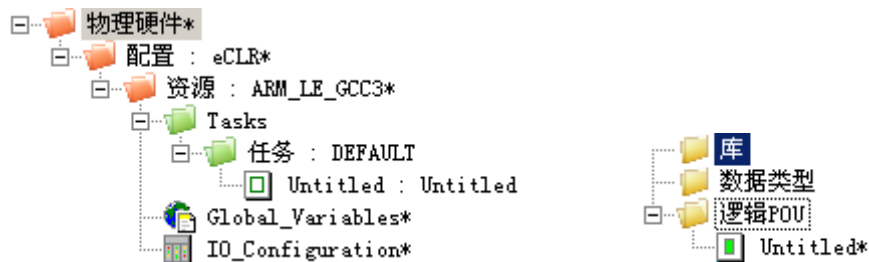 物理硬件*
配置 : eCLR*
资源 : ARM_LE_GCC3*
Tasks
任务 : DEFAULT
Untitled : Untitled
Global_Variables*
IO_Configuration*
库
数据类型
逻辑POU
Untitled*